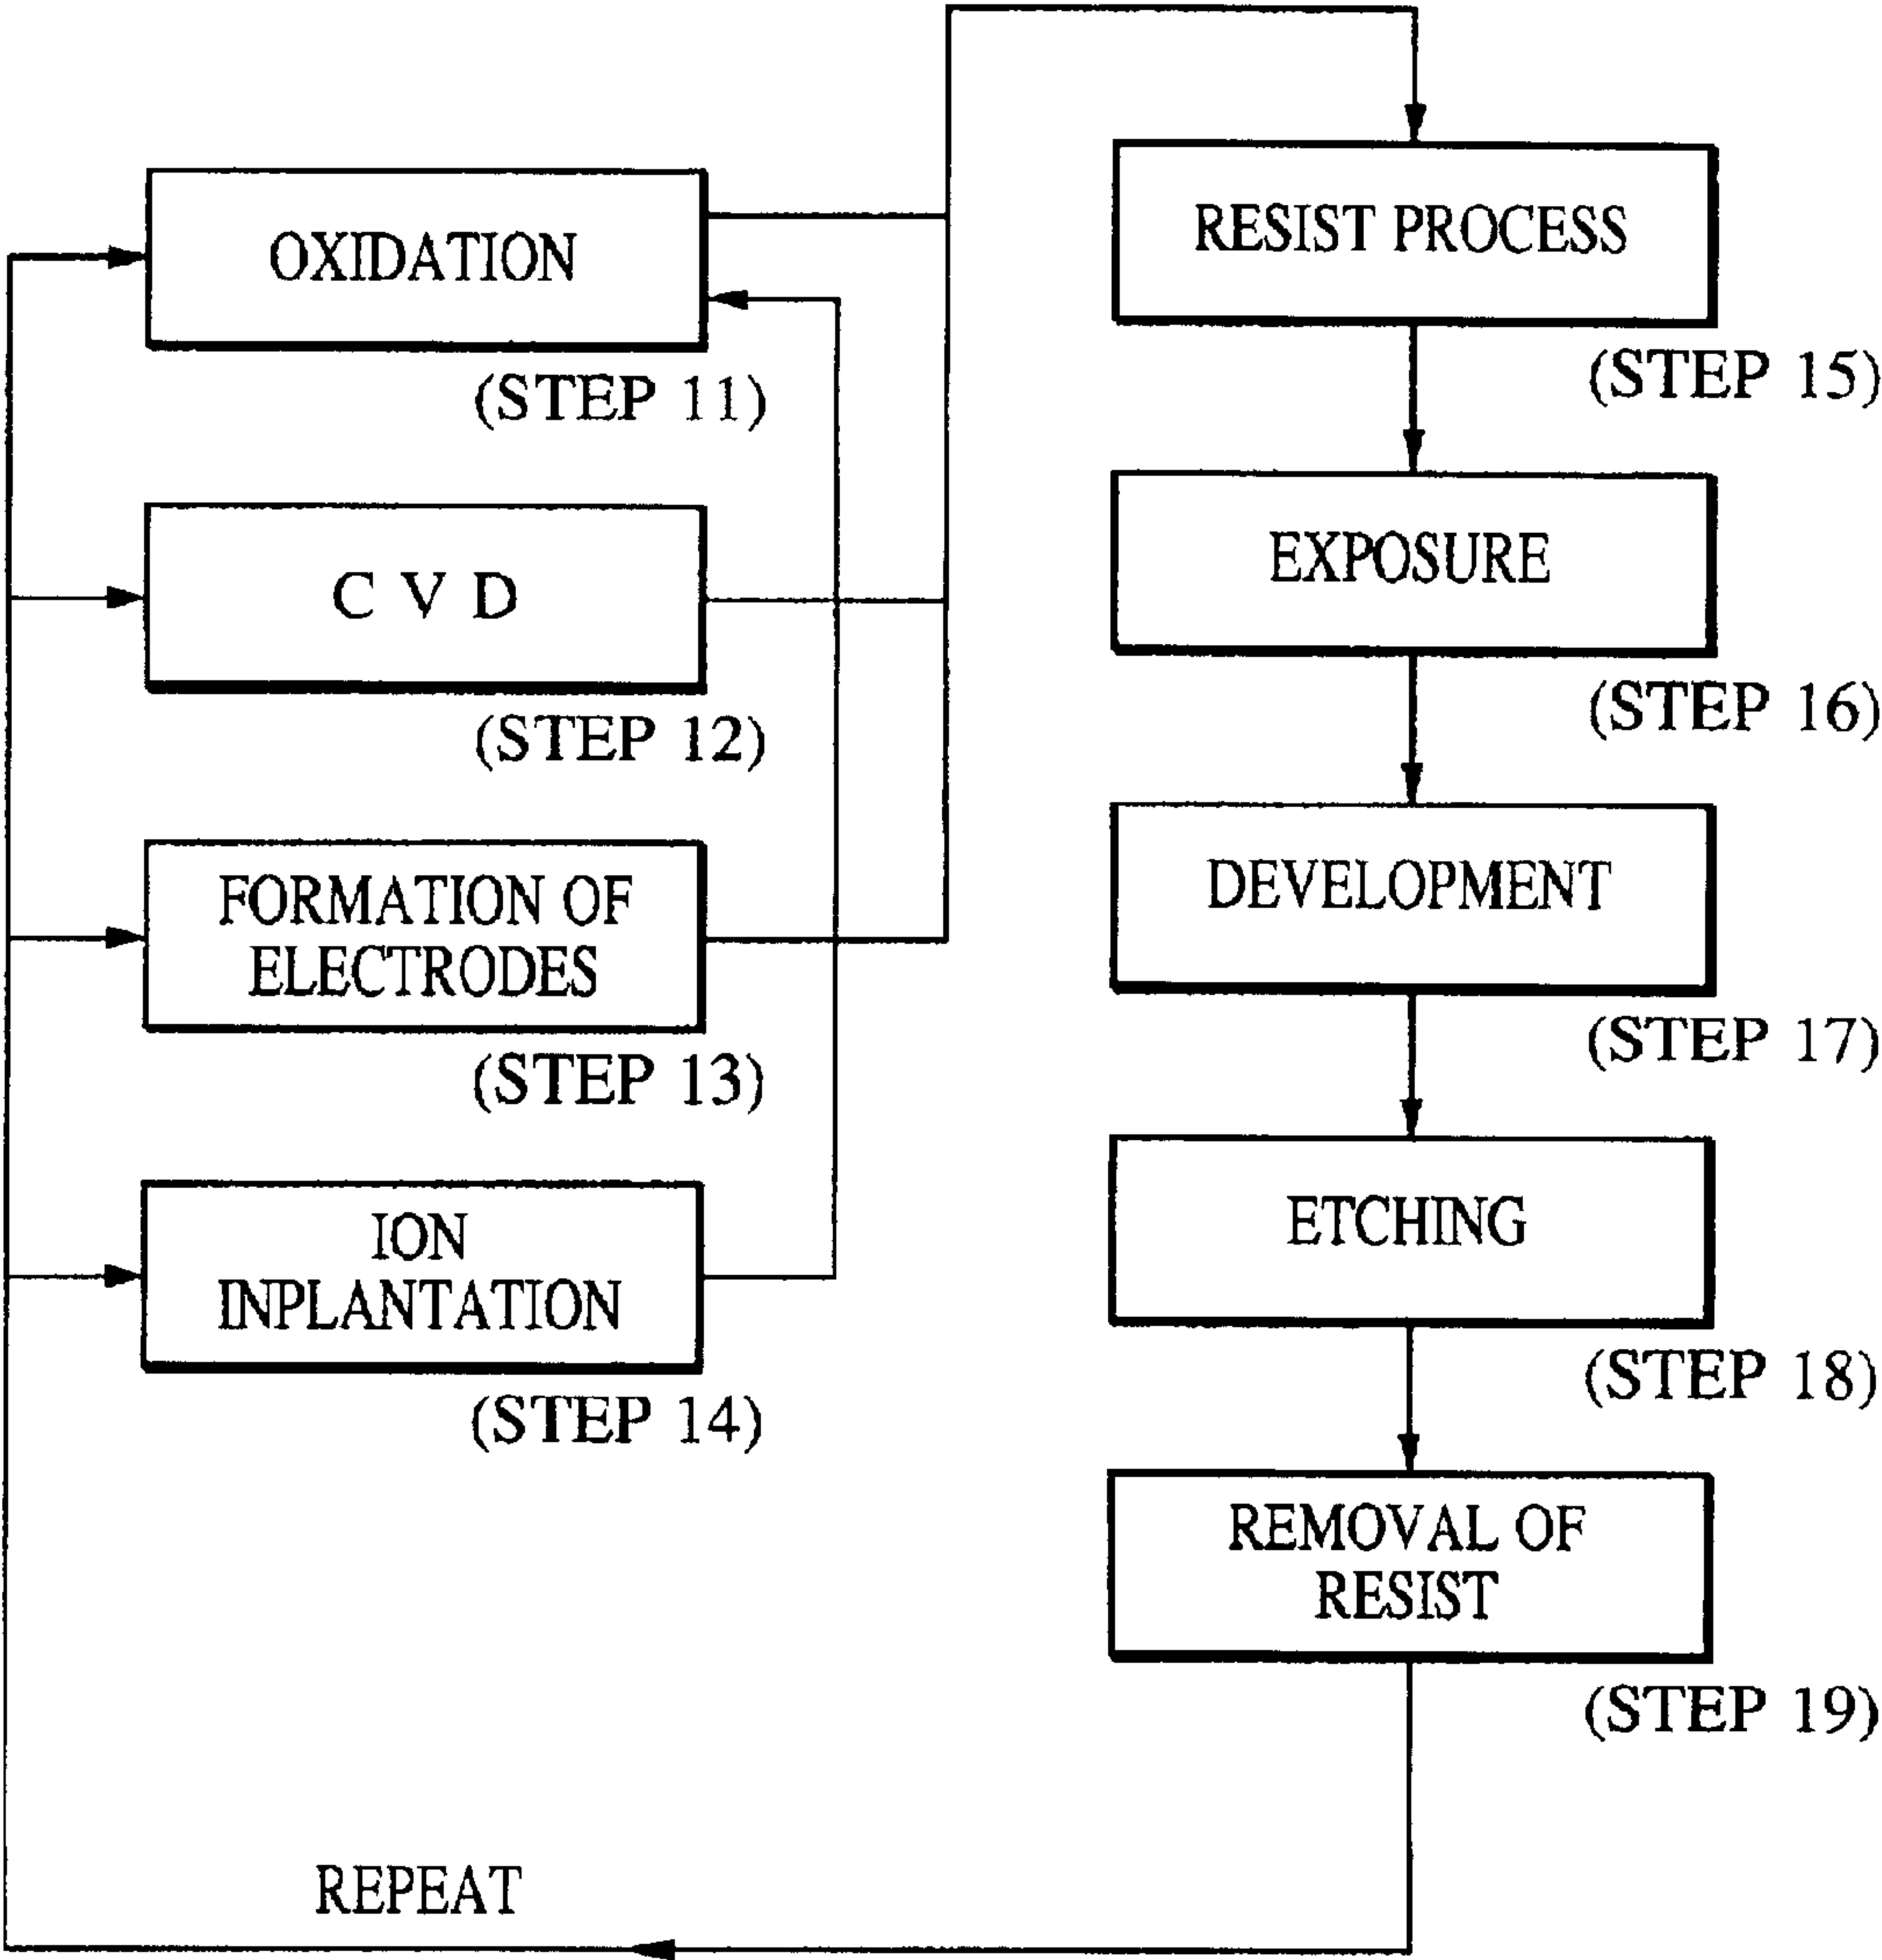 OXIDATION
(STEP 11)
C V D
(STEP 12)
FORMATION OF
ELECTRODES
(STEP 13)
ION
INPLANTATION
(STEP 14)
RESIST PROCESS
(STEP 15)
EXPOSURE
(STEP 16)
DEVELOPMENT
(STEP 17)
ETCHING
(STEP 18)
REMOVAL OF
RESIST
(STEP 19)
REPEAT